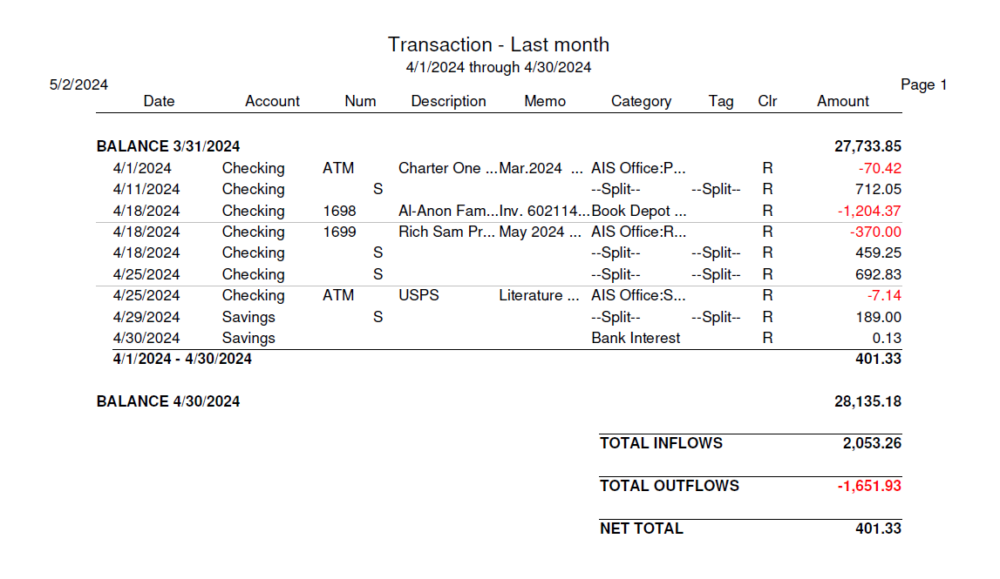 Transaction - Last month
4/1/2024 through 4/30/2024
5/2/2024 Page 1
Date Account Num Description Memo Category Tag Clr Amount
BALANCE 3/31/2024 27,733.85
4/1/2024 Checking ATM Charter One ... Mar.2024 ... AIS Office:P... R -70.42
4/11/2024 Checking S --Split-- --Split-- R 712.05
4/18/2024 Checking 1698 Al-Anon Fam... Inv. 602114... Book Depot ... R -1,204.37
4/18/2024 Checking 1699 Rich Sam Pr... May 2024 ... AIS Office:R... R -370.00
4/18/2024 Checking S --Split-- --Split-- R 459.25
4/25/2024 Checking S --Split-- --Split-- R 692.83
4/25/2024 Checking ATM USPS Literature ... AIS Office:S... R -7.14
4/29/2024 Savings S --Split-- --Split-- R 189.00
4/30/2024 Savings Bank Interest R 0.13
4/1/2024 - 4/30/2024 401.33
BALANCE 4/30/2024 28,135.18
TOTAL INFLOWS 2,053.26
TOTAL OUTFLOWS -1,651.93
NET TOTAL 401.33